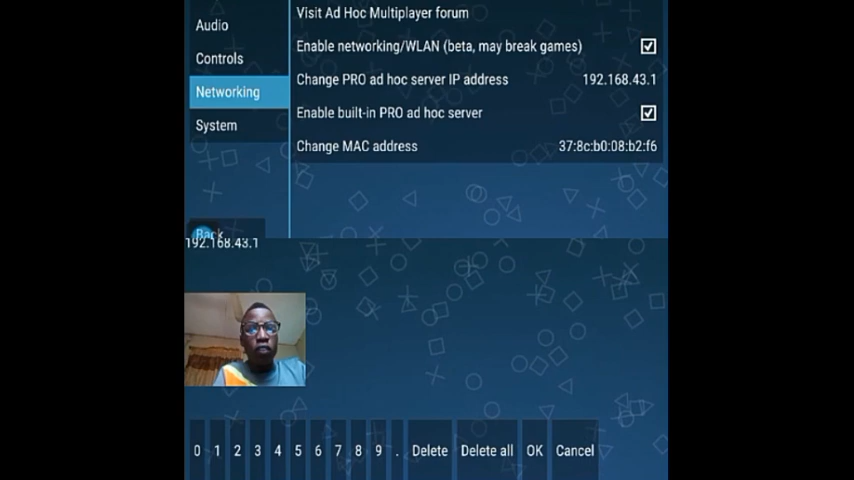 Visit Ad Hoc Multiplayer forum
Audio
Enable networking/WLAN (beta, may break games)
Controls
Change PRO ad hoc server IP address 192.168.43.1
Networking
Enable built-in PRO ad hoc server
System
Change MAC address 37:8c:b0:08:b2:f6
Back
192.168.43.1
0 1 2 3 4 5 6 7 8 9 . Delete Delete all OK Cancel